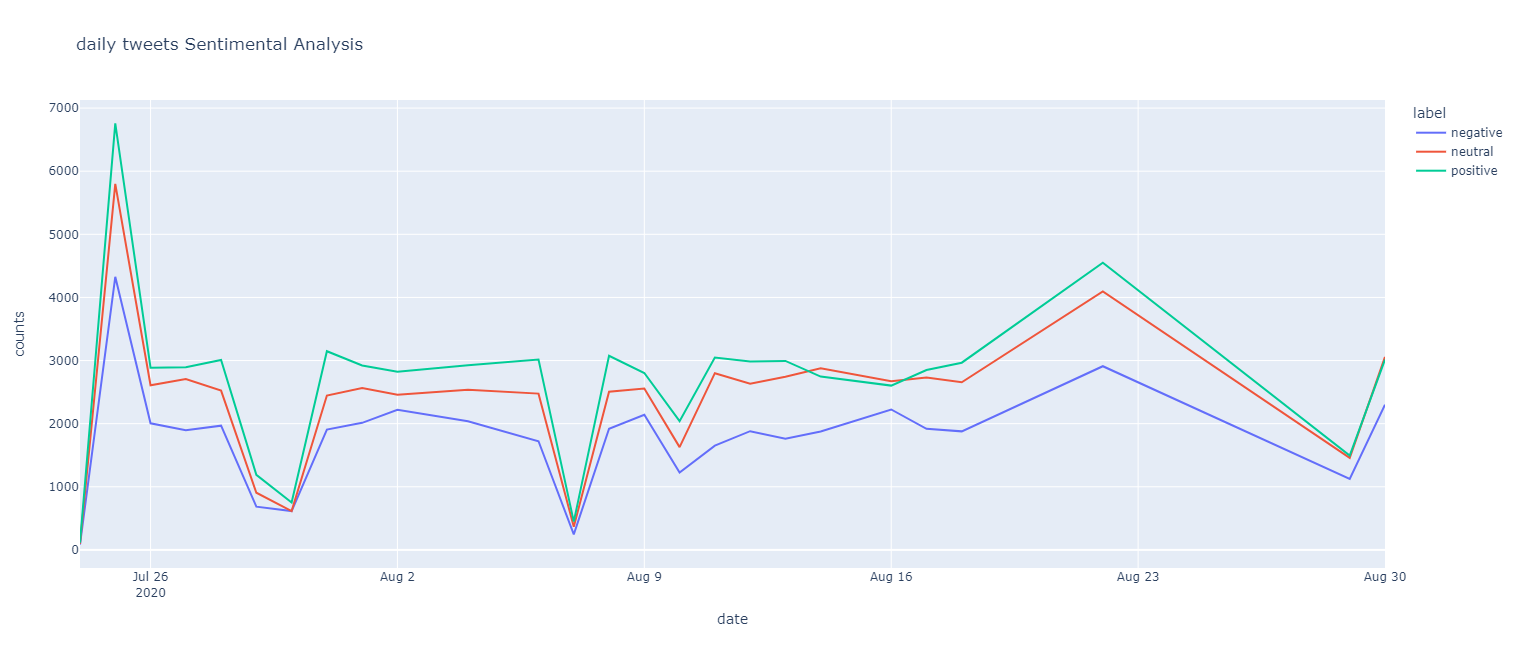 daily tweets Sentimental Analysis
7000
6000
5000
4000
3000
2000
1000
0
counts
Jul 26
2020
Aug 2
Aug 9
Aug 16
Aug 23
Aug 30
date
label
negative
neutral
positive